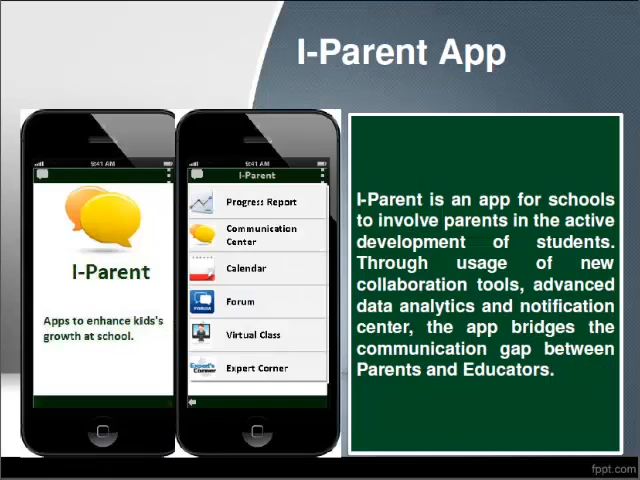 I-Parent App
9:41 AM
I-Parent
Apps to enhance kids's
growth at school.
9:41 AM
I-Parent
Progress Report
Communication
Center
Calendar
Forum
Virtual Class
Expert's
Corner
Expert Corner
I-Parent is an app for schools
to involve parents in the active
development of students.
Through usage of new
collaboration tools, advanced
data analytics and notification
center, the app bridges the
communication gap between
Parents and Educators.
fppt.com